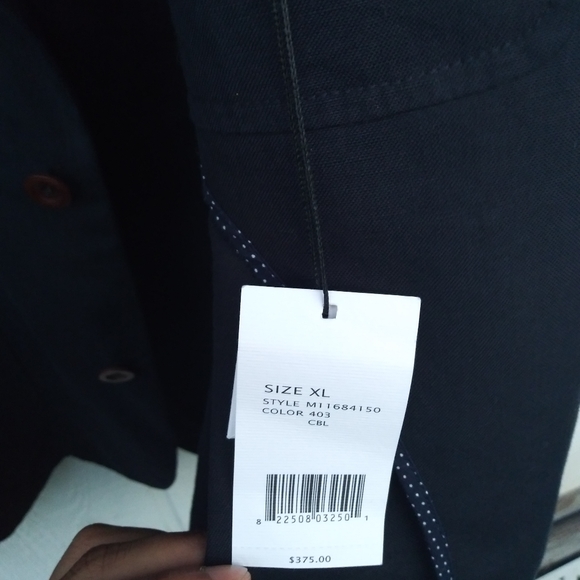 SIZE XL
STYLE M11684150
COLOR 403
CBL
8 22508 03250 1
$375.00